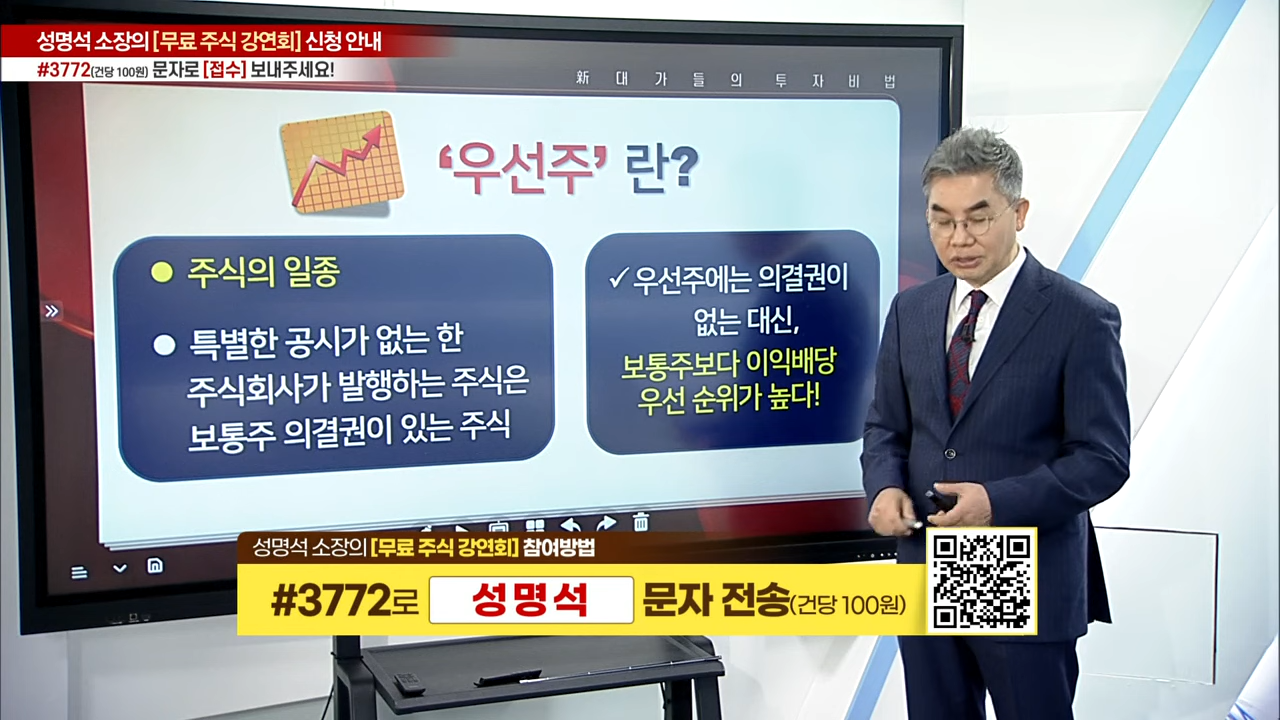 성명석 소장의 [무료 주식 강연회] 신청 안내
#3772(건당 100원) 문자로 [접수] 보내주세요!
新 대가들의 투자비법
‘우선주’ 란?
주식의 일종
특별한 공시가 없는 한
주식회사가 발행하는 주식은
보통주 의결권이 있는 주식
✓ 우선주에는 의결권이
없는 대신,
보통주보다 이익배당
우선 순위가 높다!
성명석 소장의 [무료 주식 강연회] 참여방법
#3772로 성명석 문자 전송(건당 100원)